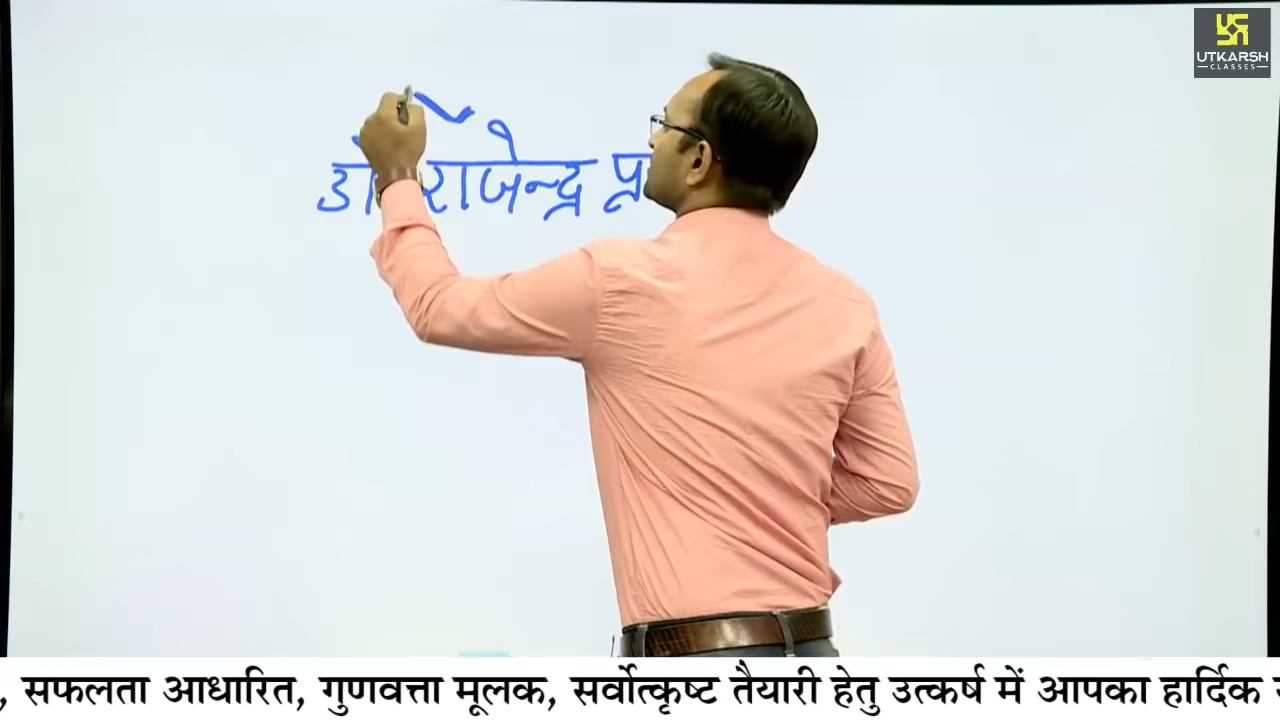 UTKARSH
CLASSES
डॉ राजेन्द्र प्र
, सफलता आधारित, गुणवत्ता मूलक, सर्वोत्कृष्ट तैयारी हेतु उत्कर्ष में आपका हार्दिक